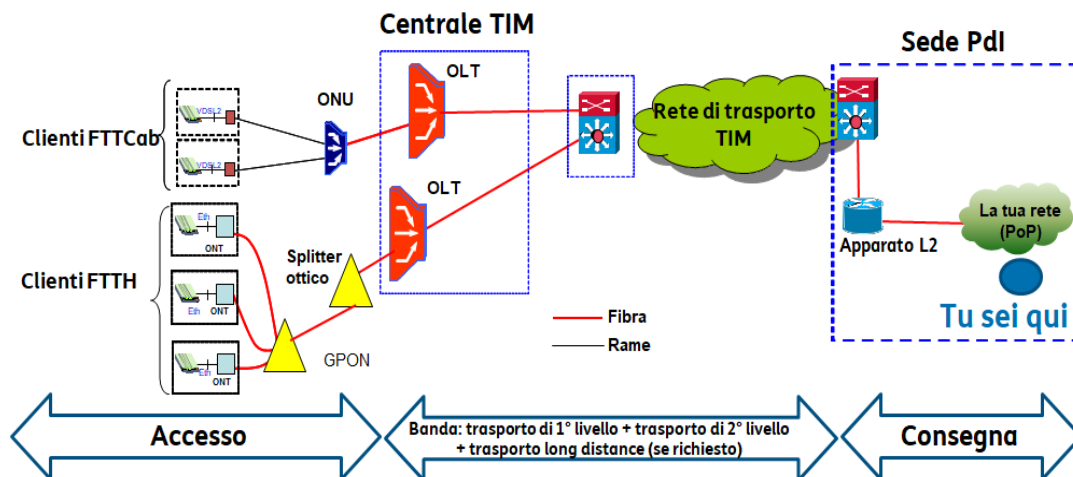 Centrale TIM
Sede PdI
OLT
ONU
VDSL2
Clienti FTTCab
VDSL2
Rete di trasporto
TIM
OLT
Eth
ONT
La tua rete
(PoP)
Apparato L2
Splitter
ottico
Clienti FTTH
Eth
ONT
Tu sei qui
Fibra
Rame
GPON
Eth
ONT
Accesso
Banda: trasporto di 1° livello + trasporto di 2° livello
+ trasporto long distance (se richiesto)
Consegna